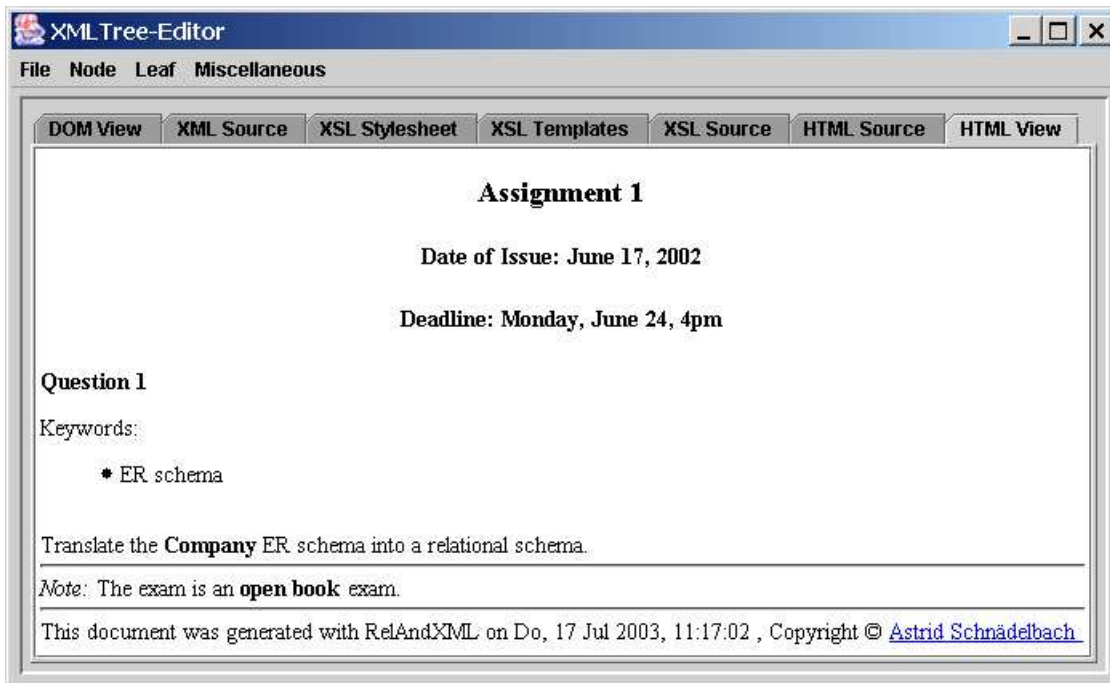 XMLTree-Editor
File Node Leaf Miscellaneous
DOM View XML Source XSL Stylesheet XSL Templates XSL Source HTML Source HTML View
Assignment 1
Date of Issue: June 17, 2002
Deadline: Monday, June 24, 4pm
Question 1
Keywords:
ER schema
Translate the Company ER schema into a relational schema.
Note: The exam is an open book exam.
This document was generated with RelAndXML on Do, 17 Jul 2003, 11:17:02 , Copyright © Astrid Schnädelbach